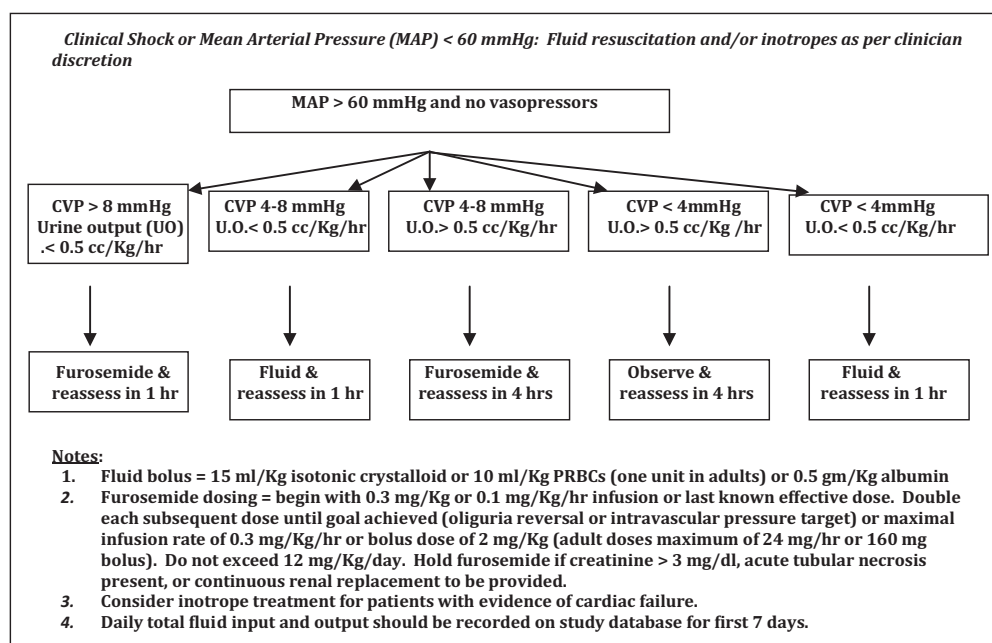 Clinical Shock or Mean Arterial Pressure (MAP) < 60 mmHg: Fluid resuscitation and/or inotropes as per clinician
discretion
MAP > 60 mmHg and no vasopressors
CVP > 8 mmHg
Urine output (UO)
.< 0.5 cc/Kg/hr
CVP 4-8 mmHg
U.O.< 0.5 cc/Kg/hr
CVP 4-8 mmHg
U.O.> 0.5 cc/Kg/hr
CVP < 4mmHg
U.O.> 0.5 cc/Kg /hr
CVP < 4mmHg
U.O.< 0.5 cc/Kg/hr
Furosemide &
reassess in 1 hr
Fluid &
reassess in 1hr
Furosemide &
reassess in 4 hrs
Observe &
reassess in 4 hrs
Fluid &
reassess in 1 hr
Notes:
1. Fluid bolus = 15 ml/Kg isotonic crystalloid or 10 ml/Kg PRBCs (one unit in adults) or 0.5 gm/Kg albumin
2. Furosemide dosing = begin with 0.3 mg/Kg or 0.1 mg/Kg/hr infusion or last known effective dose. Double
each subsequent dose until goal achieved (oliguria reversal or intravascular pressure target) or maximal
infusion rate of 0.3 mg/Kg/hr or bolus dose of 2 mg/Kg (adult doses maximum of 24 mg/hr or 160 mg
bolus). Do not exceed 12 mg/Kg/day. Hold furosemide if creatinine > 3 mg/dl, acute tubular necrosis
present, or continuous renal replacement to be provided.
3. Consider inotrope treatment for patients with evidence of cardiac failure.
4. Daily total fluid input and output should be recorded on study database for first 7 days.